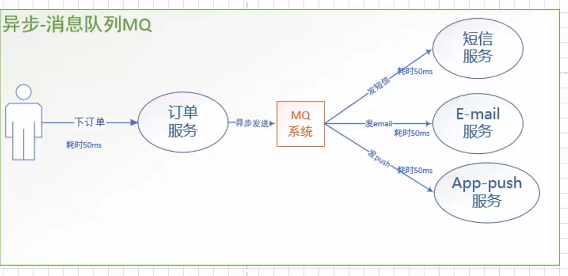 异步-消息队列MQ
下订单
耗时50ms
订单
服务
异步发送
MQ
系统
发短信
耗时50ms
短信
服务
发email
耗时50ms
E-mail
服务
发push
耗时50ms
App-push
服务